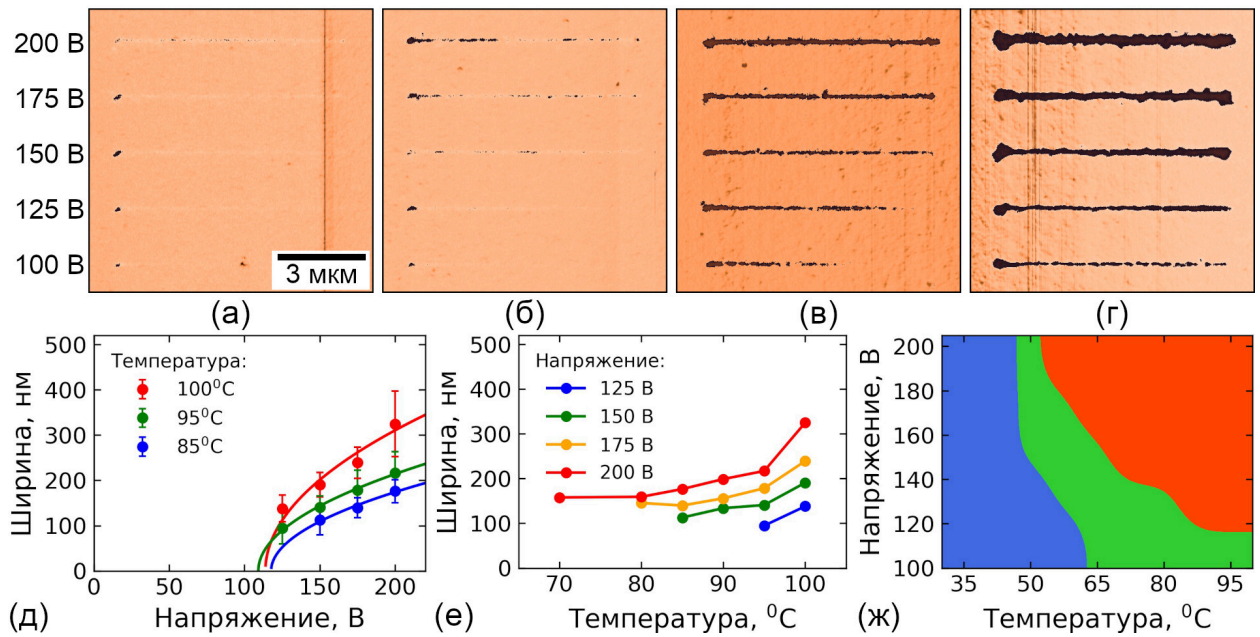 200 В
175 В
150 В
125 В
100 В
3 мкм
(а)
(б)
(в)
(г)
Ширина, нм
500
400
300
200
100
0
Температура:
100⁰C
95⁰C
85⁰C
0
50
100
150
200
(д)
Напряжение, В
Ширина, нм
500
400
300
200
100
0
Напряжение:
125 В
150 В
175 В
200 В
70
80
90
100
(е)
Температура, ⁰C
Напряжение, В
200
180
160
140
120
100
35
50
65
80
95
(ж)
Температура, ⁰C